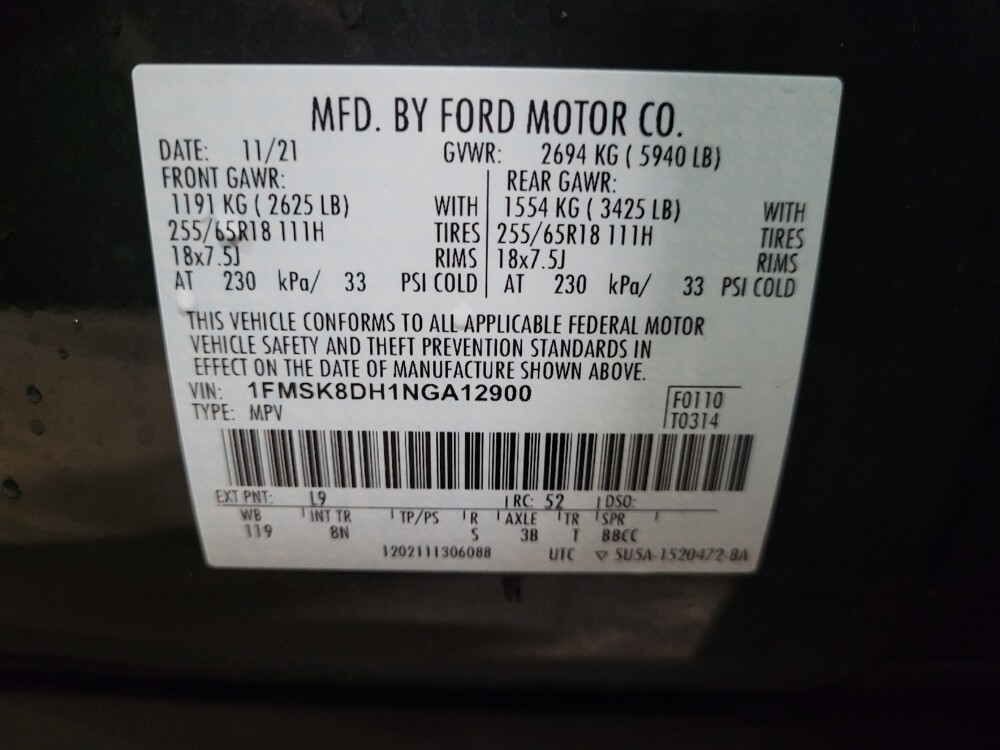 MFD. BY FORD MOTOR CO.
DATE: 11/21 GVWR: 2694 KG ( 5940 LB)
FRONT GAWR: REAR GAWR:
1191 KG ( 2625 LB) WITH 1554 KG ( 3425 LB) WITH
255/65R18 111H TIRES 255/65R18 111H TIRES
18x7.5J RIMS 18x7.5J RIMS
AT 230 kPa/ 33 PSI COLD AT 230 kPa/ 33 PSI COLD
THIS VEHICLE CONFORMS TO ALL APPLICABLE FEDERAL MOTOR
VEHICLE SAFETY AND THEFT PREVENTION STANDARDS IN
EFFECT ON THE DATE OF MANUFACTURE SHOWN ABOVE.
VIN: 1FMSK8DH1NGA12900 F0110
TYPE: MPV T0314
EXT PNT: L9 RC: 52 DSO:
WB INT TR TP/PS R AXLE TR SPR
119 8N S 3B T BBCC
1202111306088 UTC ▽ 5U5A-1520472-BA